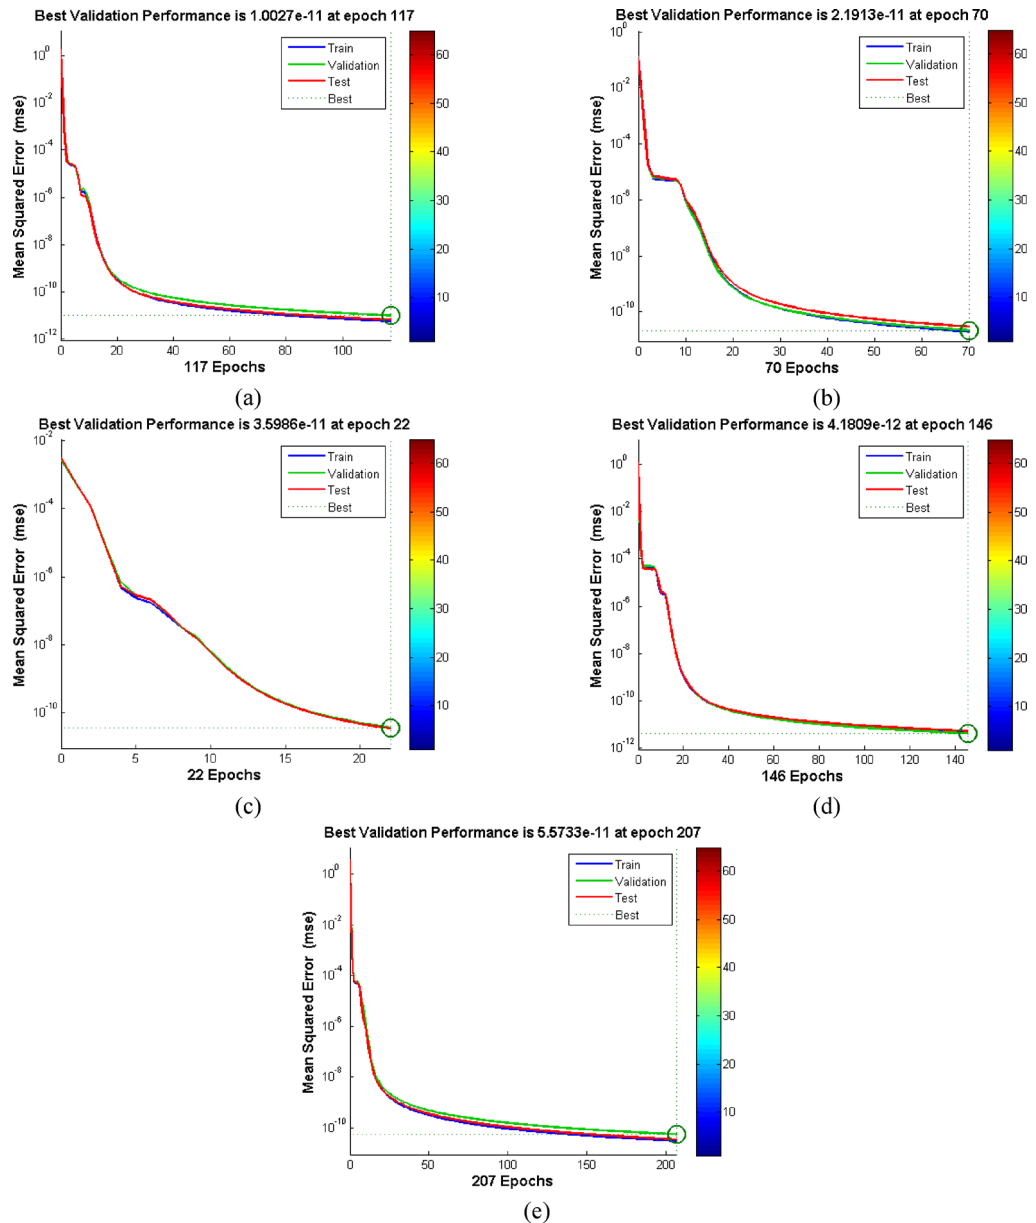 Best Validation Performance is 1.0027e-11 at epoch 117
Mean Squared Error (mse)
10^0
10^-2
10^-4
10^-6
10^-8
10^-10
10^-12
Train
Validation
Test
Best
0 20 40 60 80 100
117 Epochs
60
50
40
30
20
10
(a)
Best Validation Performance is 2.1913e-11 at epoch 70
Mean Squared Error (mse)
10^0
10^-2
10^-4
10^-6
10^-8
10^-10
Train
Validation
Test
Best
0 10 20 30 40 50 60 70
70 Epochs
60
50
40
30
20
10
(b)
Best Validation Performance is 3.5986e-11 at epoch 22
Mean Squared Error (mse)
10^-2
10^-4
10^-6
10^-8
10^-10
Train
Validation
Test
Best
0 5 10 15 20
22 Epochs
60
50
40
30
20
10
(c)
Best Validation Performance is 4.1809e-12 at epoch 146
Mean Squared Error (mse)
10^0
10^-2
10^-4
10^-6
10^-8
10^-10
10^-12
Train
Validation
Test
Best
0 20 40 60 80 100 120 140
146 Epochs
60
50
40
30
20
10
(d)
Best Validation Performance is 5.5733e-11 at epoch 207
Mean Squared Error (mse)
10^0
10^-2
10^-4
10^-6
10^-8
10^-10
Train
Validation
Test
Best
0 50 100 150 200
207 Epochs
60
50
40
30
20
10
(e)